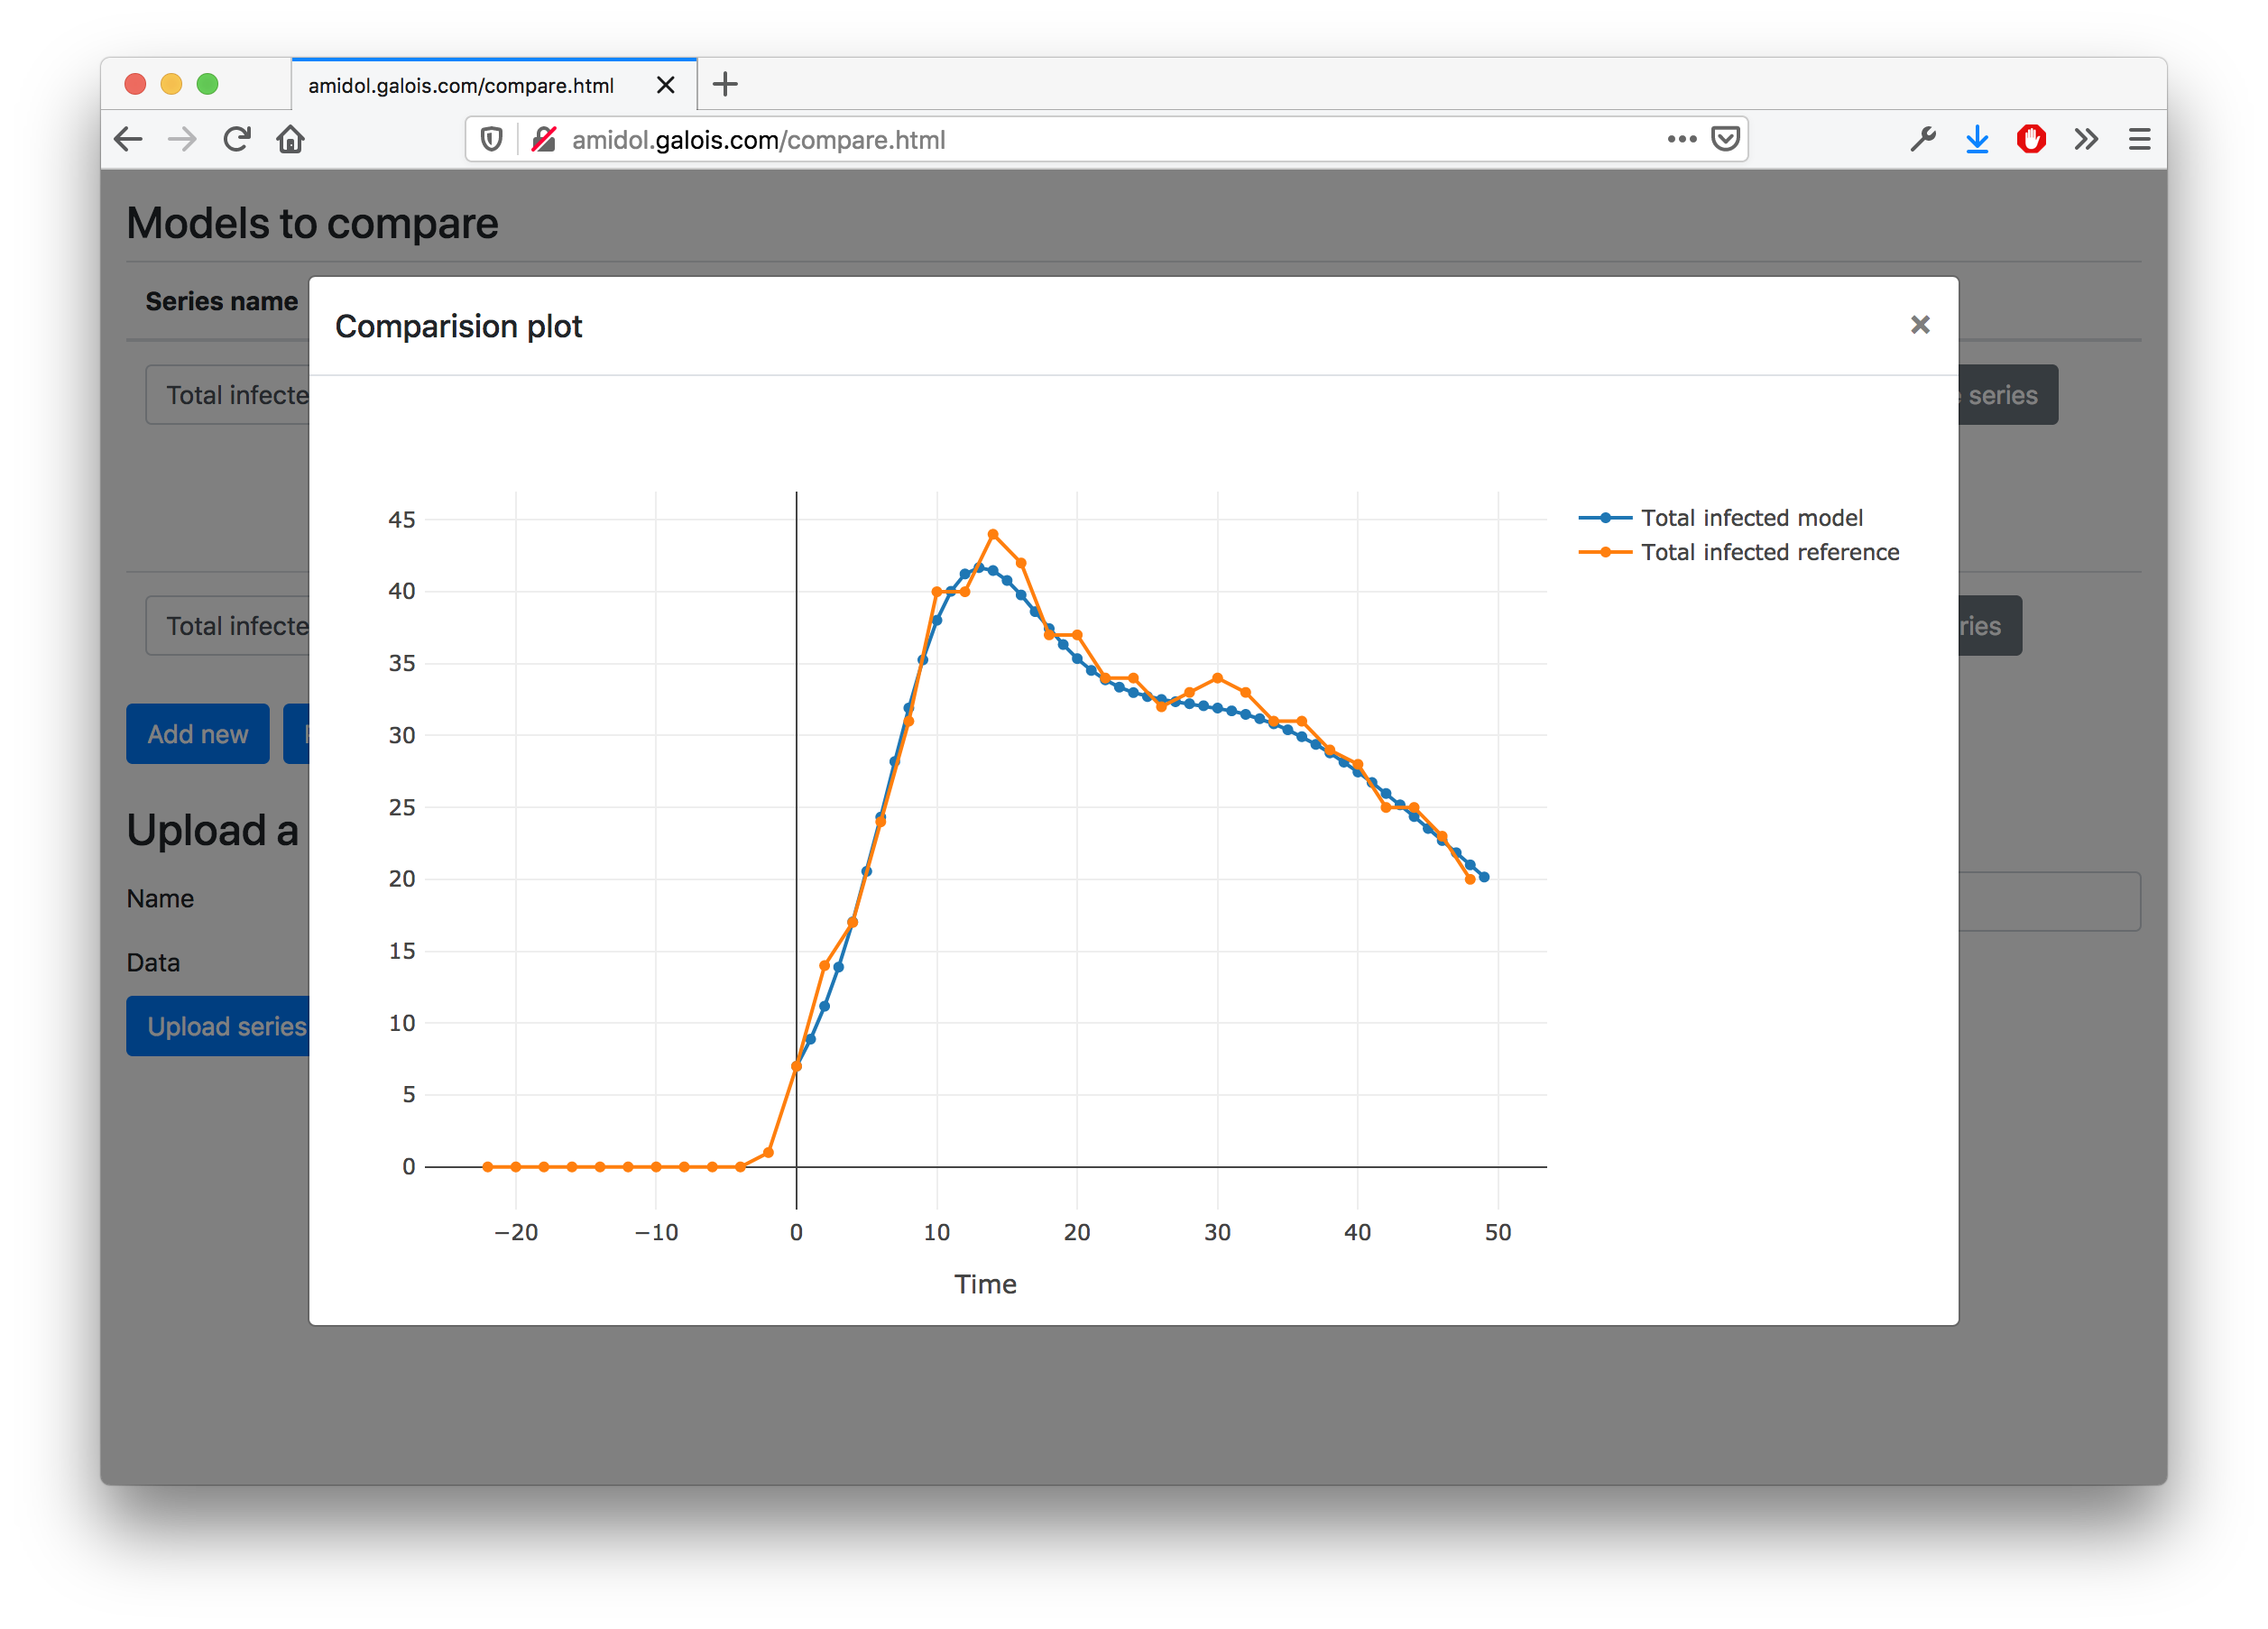 amidol.galois.com/compare.html
amidol.galois.com/compare.html
Models to compare
Series name
Comparision plot
Total infecte
series
Total infected model
Total infected reference
45
40
35
30
25
20
15
10
5
0
−20 −10 0 10 20 30 40 50
Time
Total infecte
ries
Add new
Upload a
Name
Data
Upload series